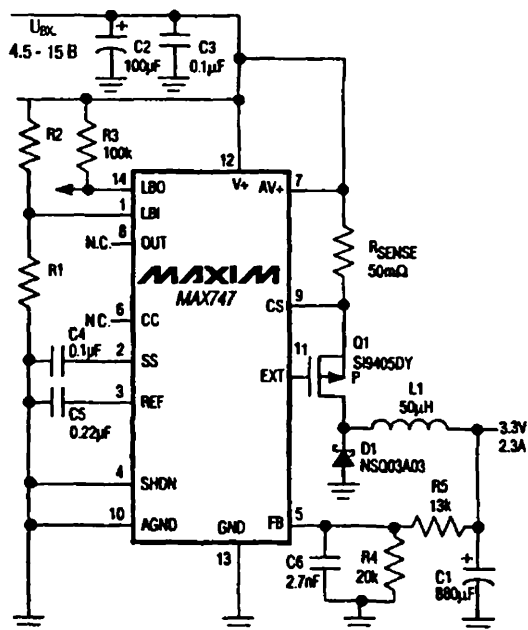 Uвх.
4.5 - 15 В
+
C2
100µF
C3
0.1µF
R2
R3
100k
12
V+
AV+
7
14
LBO
1
LBI
8
N.C.
OUT
RSENSE
50mΩ
R1
MAXIM
MAX747
CS
9
6
N.C.
CC
Q1
SI9405DY
C4
0.1µF
2
SS
11
EXT
P
L1
50µH
3
REF
C5
0.22µF
3.3V
2.3A
D1
NSQ03A03
4
SHDN
R5
13k
10
AGND
GND
FB
5
13
C6
2.7nF
R4
20k
+
C1
880µF